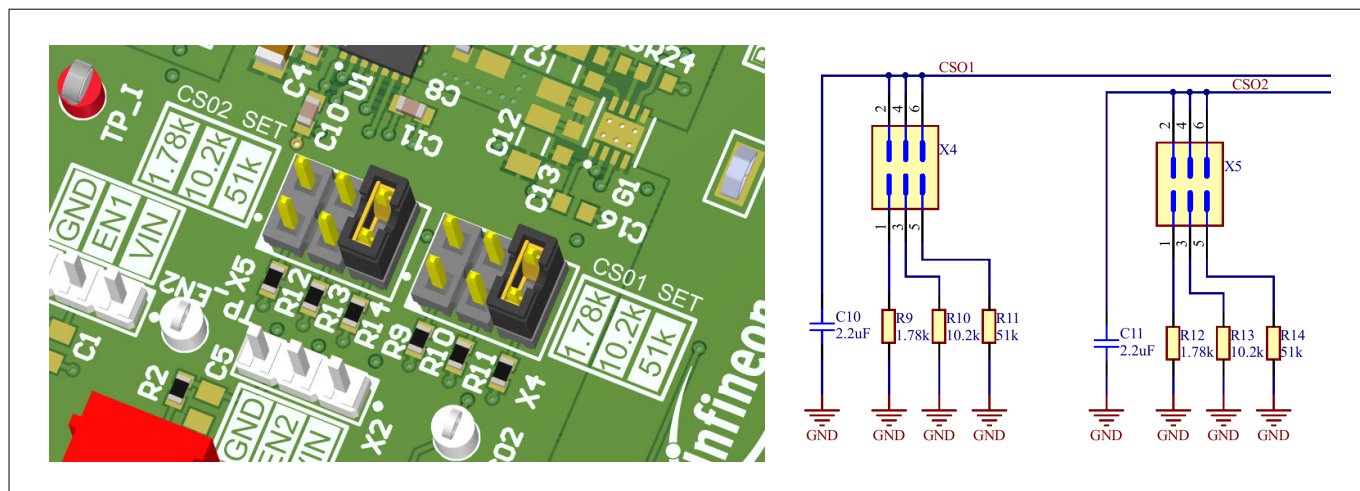 TP_I
C4
U1
C8
C10
C11
C12
C13
C16
G1
R24
CS02 SET
1.78k
10.2k
51k
GND
EN1
VIN
X5
R12
R13
R14
R9
R10
R11
X4
CS01 SET
1.78k
10.2k
51k
C1
R2
C5
X2
GND
EN2
VIN
infineon
CSO1
2
4
6
X4
1
3
5
C10
2.2uF
R9
1.78k
R10
10.2k
R11
51k
GND
GND
GND
GND
CSO2
2
4
6
X5
1
3
5
C11
2.2uF
R12
1.78k
R13
10.2k
R14
51k
GND
GND
GND
GND